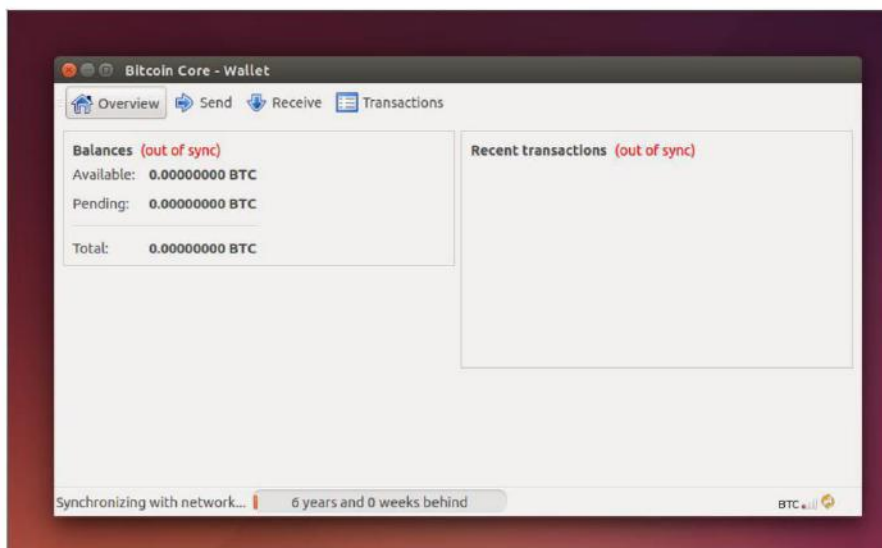 Bitcoin Core - Wallet
Overview Send Receive Transactions
Balances (out of sync)
Available: 0.00000000 BTC
Pending: 0.00000000 BTC
Total: 0.00000000 BTC
Recent transactions (out of sync)
Synchronizing with network... 6 years and 0 weeks behind BTC